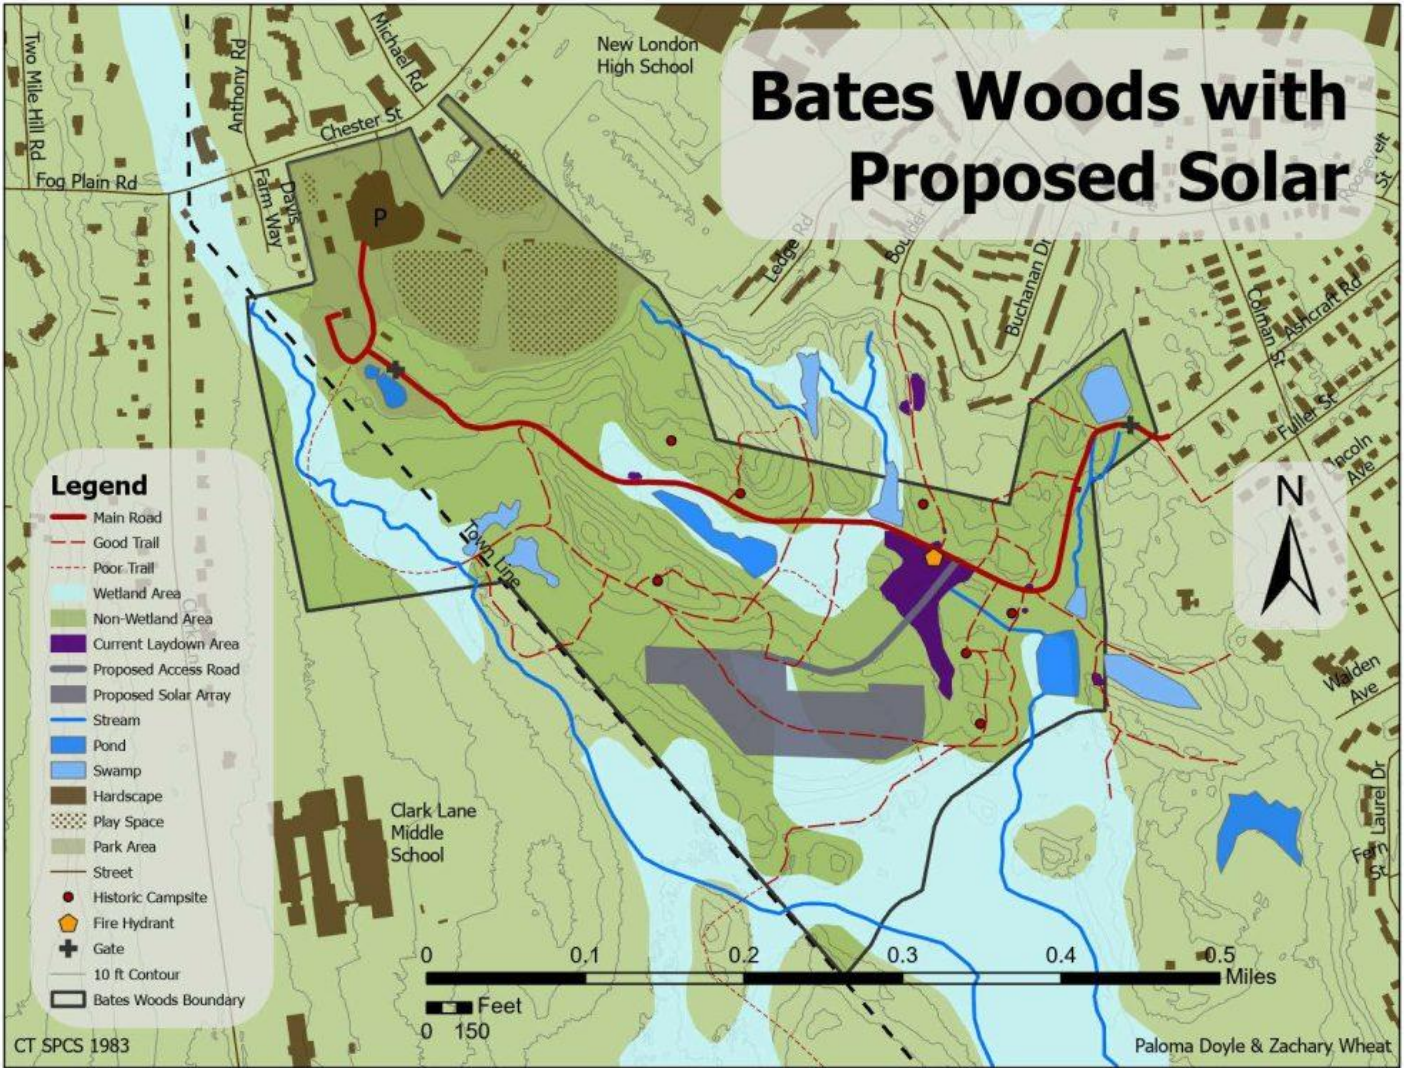 Bates Woods with
Proposed Solar
New London
High School
Two Mile Hill Rd
Anthony Rd
Michael Rd
Chester St
Fog Plain Rd
Davis
Farm Way
P
Ledge Rd
Buchanan Dr
Colman St
Ashcraft Rd
Fuller St
Lincoln
Ave
Roosevelt
St
Legend
Main Road
Good Trail
Poor Trail
Wetland Area
Non-Wetland Area
Current Laydown Area
Proposed Access Road
Proposed Solar Array
Stream
Pond
Swamp
Hardscape
Play Space
Park Area
Street
Historic Campsite
Fire Hydrant
Gate
10 ft Contour
Bates Woods Boundary
Town Line
N
Walden
Ave
Fern
St
Laurel Dr
Clark Lane
Middle
School
0 0.1 0.2 0.3 0.4 0.5
Miles
Feet
0 150
CT SPCS 1983
Paloma Doyle & Zachary Wheat